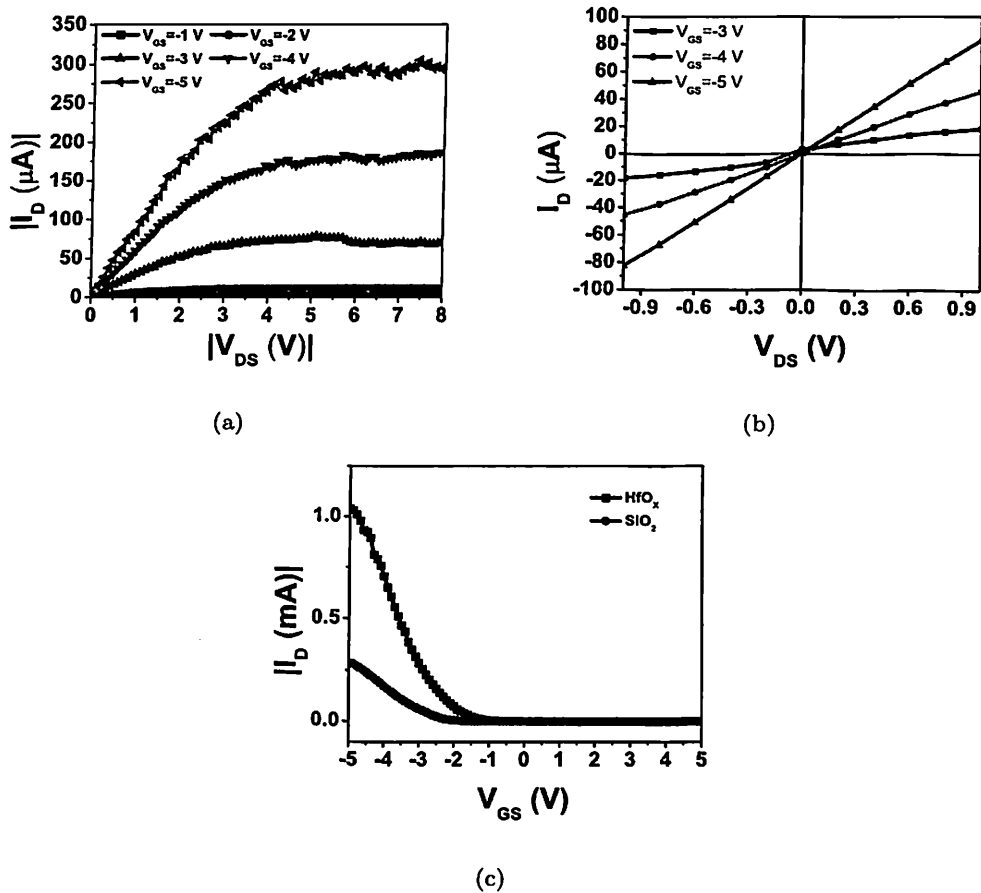 350
300
250
200
150
100
50
0
|I_D (μA)|
V_GS=-1 V V_GS=-2 V
V_GS=-3 V V_GS=-4 V
V_GS=-5 V
0 1 2 3 4 5 6 7 8
|V_DS (V)|
(a)
100
80
60
40
20
0
-20
-40
-60
-80
-100
I_D (μA)
V_GS=-3 V
V_GS=-4 V
V_GS=-5 V
-0.9 -0.6 -0.3 0.0 0.3 0.6 0.9
V_DS (V)
(b)
1.0
0.5
0.0
|I_D (mA)|
HfO_X
SiO_2
-5 -4 -3 -2 -1 0 1 2 3 4 5
V_GS (V)
(c)